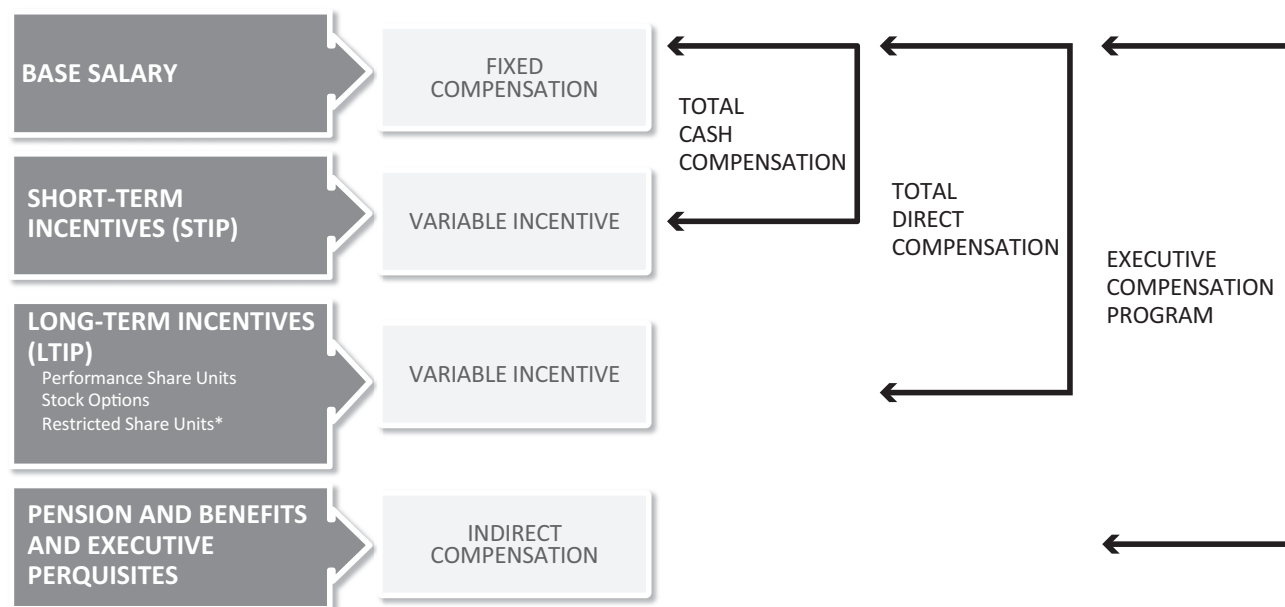 BASE SALARY
FIXED
COMPENSATION
SHORT-TERM
INCENTIVES (STIP)
VARIABLE INCENTIVE
LONG-TERM INCENTIVES
(LTIP)
Performance Share Units
Stock Options
Restricted Share Units*
VARIABLE INCENTIVE
PENSION AND BENEFITS
AND EXECUTIVE
PERQUISITES
INDIRECT
COMPENSATION
TOTAL
CASH
COMPENSATION
TOTAL
DIRECT
COMPENSATION
EXECUTIVE
COMPENSATION
PROGRAM